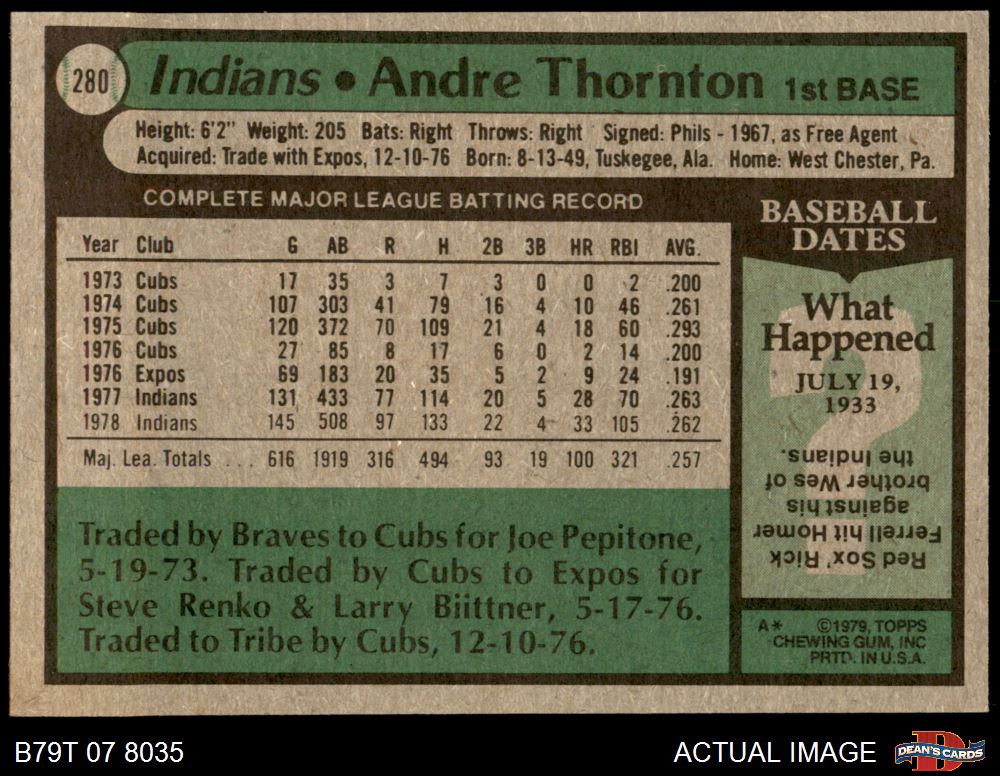 280 Indians • Andre Thornton 1st BASE
Height: 6'2" Weight: 205 Bats: Right Throws: Right Signed: Phils - 1967, as Free Agent
Acquired: Trade with Expos, 12-10-76 Born: 8-13-49, Tuskegee, Ala. Home: West Chester, Pa.
COMPLETE MAJOR LEAGUE BATTING RECORD
Year Club G AB R H 2B 3B HR RBI AVG.
1973 Cubs 17 35 3 7 3 0 0 2 .200
1974 Cubs 107 303 41 79 16 4 10 46 .261
1975 Cubs 120 372 70 109 21 4 18 60 .293
1976 Cubs 27 85 8 17 6 0 2 14 .200
1976 Expos 69 183 20 35 5 2 9 24 .191
1977 Indians 131 433 77 114 20 5 28 70 .263
1978 Indians 145 508 97 133 22 4 33 105 .262
Maj. Lea. Totals ... 616 1919 316 494 93 19 100 321 .257
Traded by Braves to Cubs for Joe Pepitone,
5-19-73. Traded by Cubs to Expos for
Steve Renko & Larry Biittner, 5-17-76.
Traded to Tribe by Cubs, 12-10-76.
BASEBALL
DATES
What
Happened
JULY 19,
1933
?
Red Sox' Rick
Ferrell hit Homer
against his
brother Wes of
the Indians.
A* ©1979, TOPPS
CHEWING GUM, INC
PRTD. IN U.S.A.
B79T 07 8035
ACTUAL IMAGE
DEAN'S CARDS